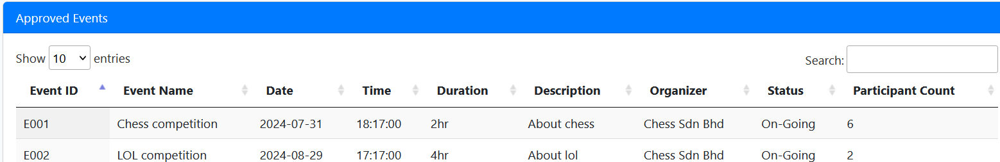 Approved Events
Show 10 entries Search:
Event ID Event Name Date Time Duration Description Organizer Status Participant Count
E001 Chess competition 2024-07-31 18:17:00 2hr About chess Chess Sdn Bhd On-Going 6
E002 LOL competition 2024-08-29 17:17:00 4hr About lol Chess Sdn Bhd On-Going 2